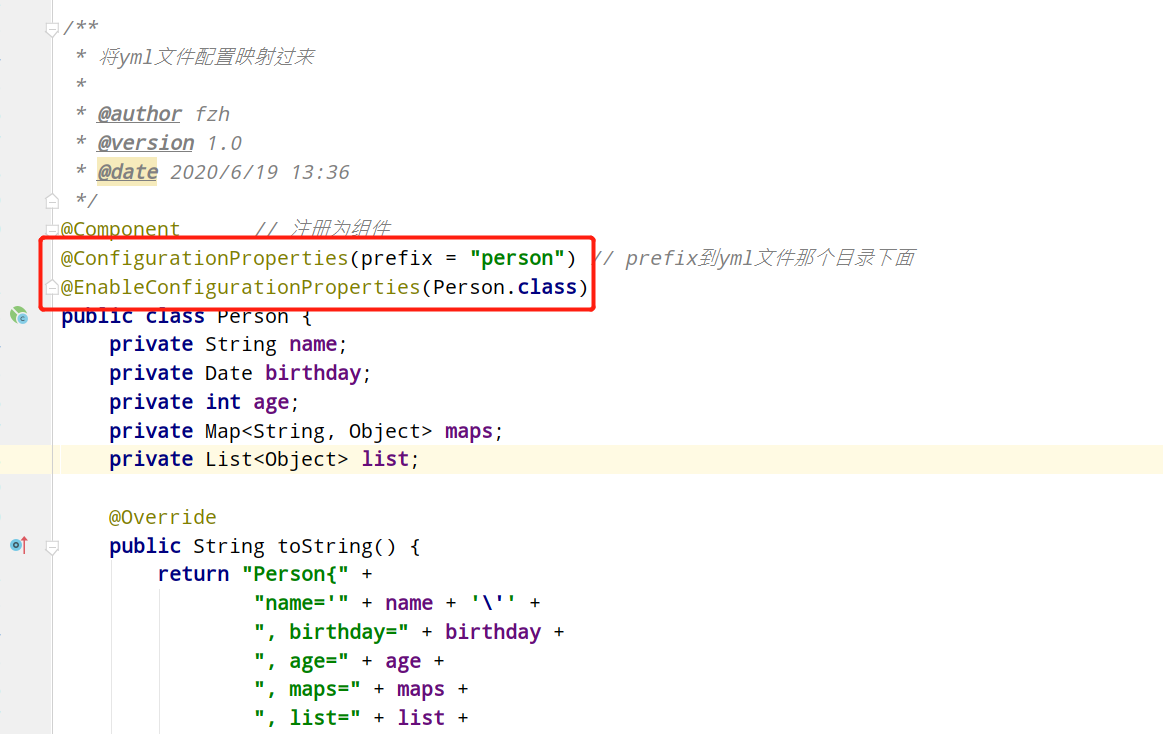 /**
 * 将yml文件配置映射过来
 *
 * @author fzh
 * @version 1.0
 * @date 2020/6/19 13:36
 */
@Component      // 注册为组件
@ConfigurationProperties(prefix = "person") // prefix到yml文件那个目录下面
@EnableConfigurationProperties(Person.class)
public class Person {
    private String name;
    private Date birthday;
    private int age;
    private Map<String, Object> maps;
    private List<Object> list;

    @Override
    public String toString() {
        return "Person{" +
                "name='" + name + '\'' +
                ", birthday=" + birthday +
                ", age=" + age +
                ", maps=" + maps +
                ", list=" + list +